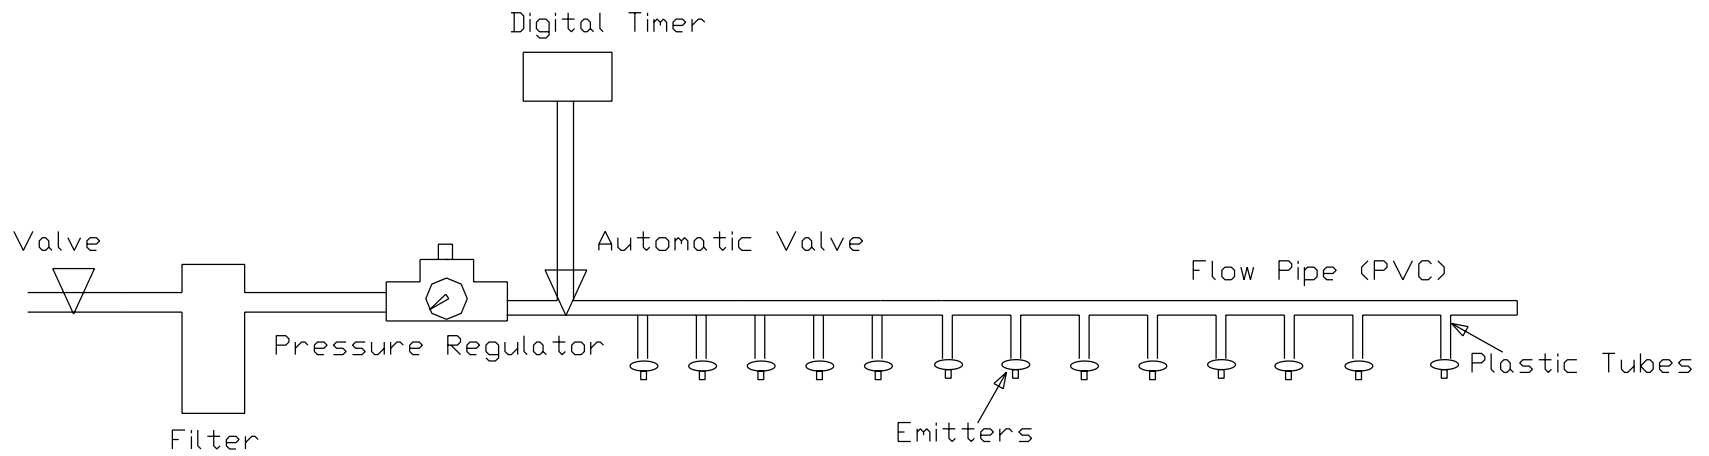 Digital Timer
Valve
Automatic Valve
Flow Pipe (PVC)
Pressure Regulator
Plastic Tubes
Emitters
Filter